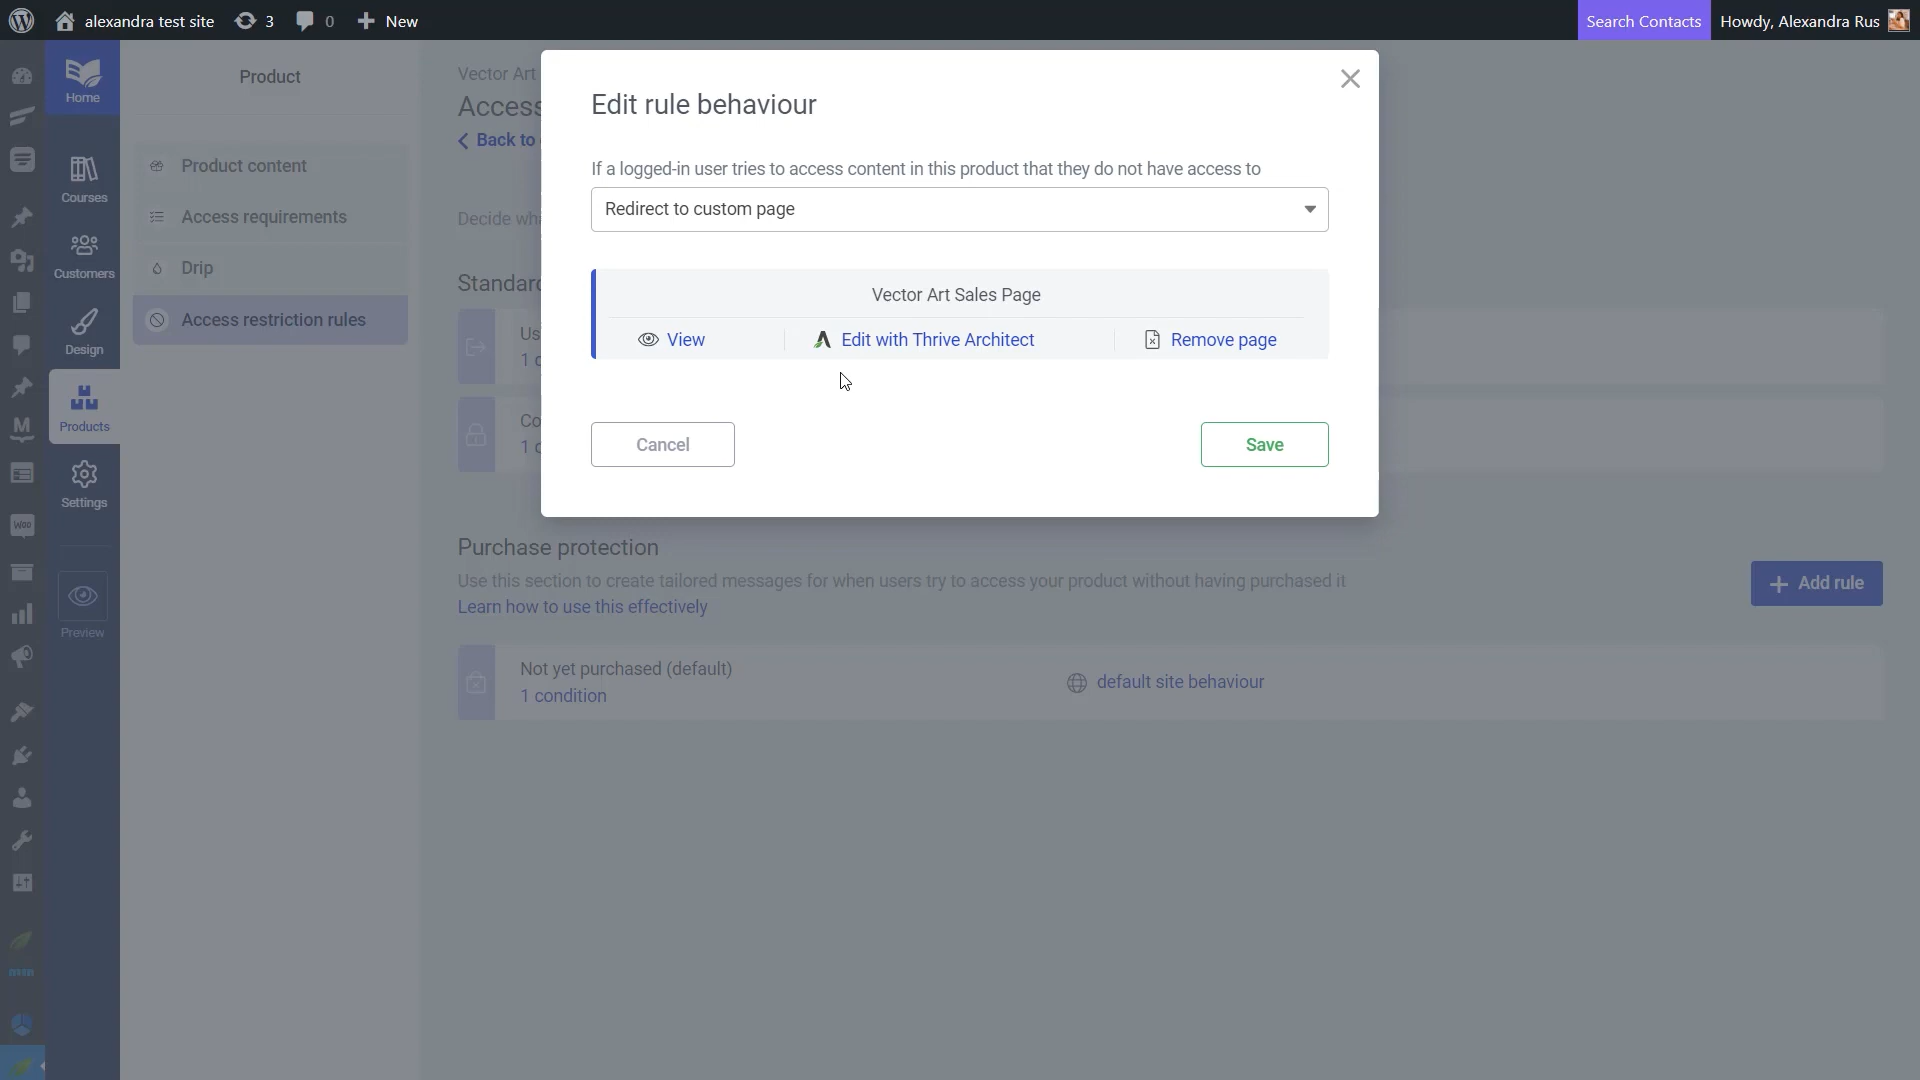 alexandra test site 3 0 New Search Contacts Howdy, Alexandra Rus
Home
Courses
Customers
Design
Products
Settings
Preview
Product
Product content
Access requirements
Drip
Access restriction rules
Vector Art
Access
Back to
Decide
Standard
1
1
Edit rule behaviour
If a logged-in user tries to access content in this product that they do not have access to
Redirect to custom page
Vector Art Sales Page
View Edit with Thrive Architect Remove page
Cancel Save
Purchase protection
Use this section to create tailored messages for when users try to access your product without having purchased it
Learn how to use this effectively
Add rule
Not yet purchased (default)
1 condition
default site behaviour